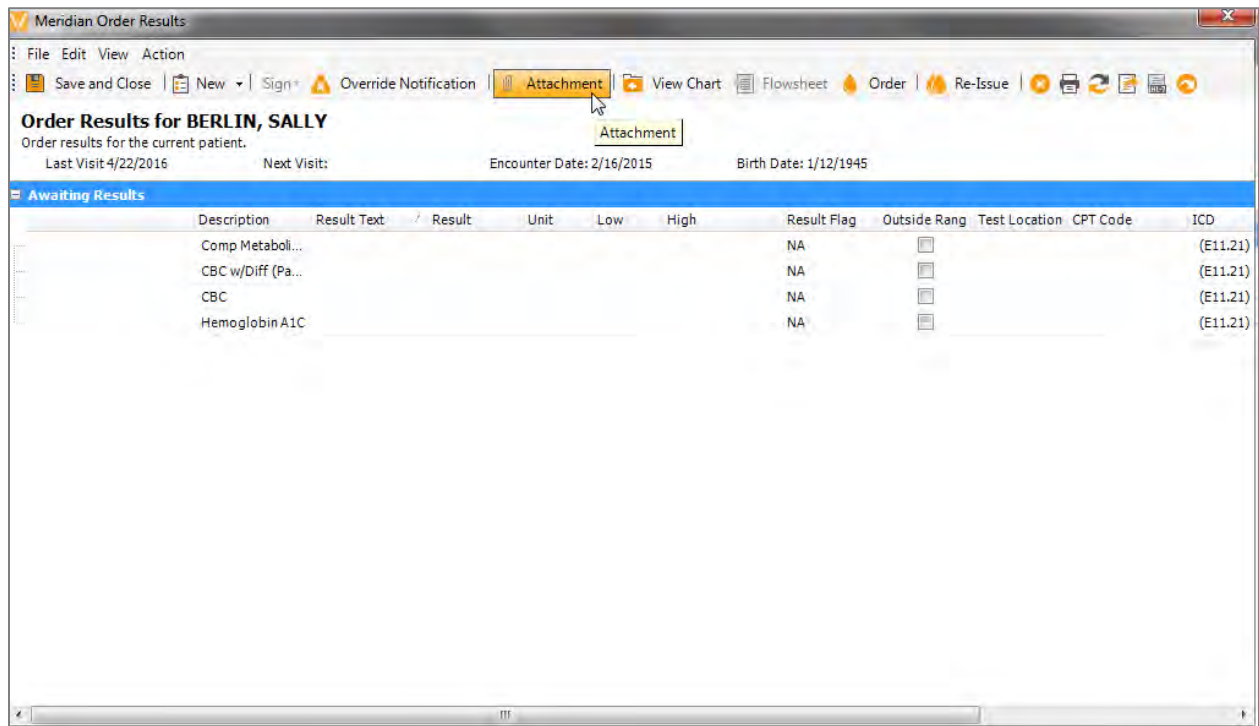 Meridian Order Results
File Edit View Action
Save and Close New Sign Override Notification Attachment View Chart Flowsheet Order Re-Issue
Attachment
Order Results for BERLIN, SALLY
Order results for the current patient.
Last Visit 4/22/2016 Next Visit: Encounter Date: 2/16/2015 Birth Date: 1/12/1945
Awaiting Results
Description Result Text Result Unit Low High Result Flag Outside Rang Test Location CPT Code ICD
Comp Metaboli... NA (E11.21)
CBC w/Diff (Pa... NA (E11.21)
CBC NA (E11.21)
Hemoglobin A1C NA (E11.21)